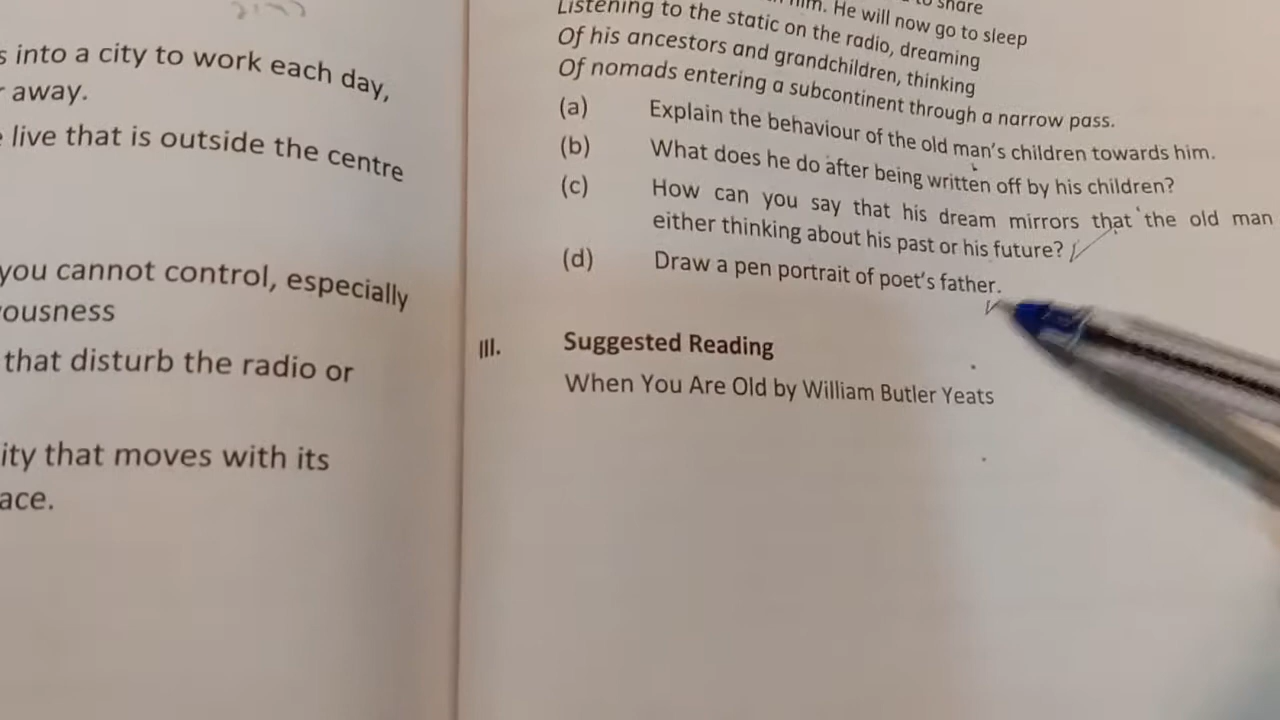 s into a city to work each day,
away.
live that is outside the centre
you cannot control, especially
ousness
that disturb the radio or
ity that moves with its
ace.
to share
him. He will now go to sleep
Listening to the static on the radio, dreaming
Of his ancestors and grandchildren, thinking
Of nomads entering a subcontinent through a narrow pass.
(a) Explain the behaviour of the old man's children towards him.
(b) What does he do after being written off by his children?
(c) How can you say that his dream mirrors that the old man
either thinking about his past or his future?
(d) Draw a pen portrait of poet's father.
III. Suggested Reading
When You Are Old by William Butler Yeats